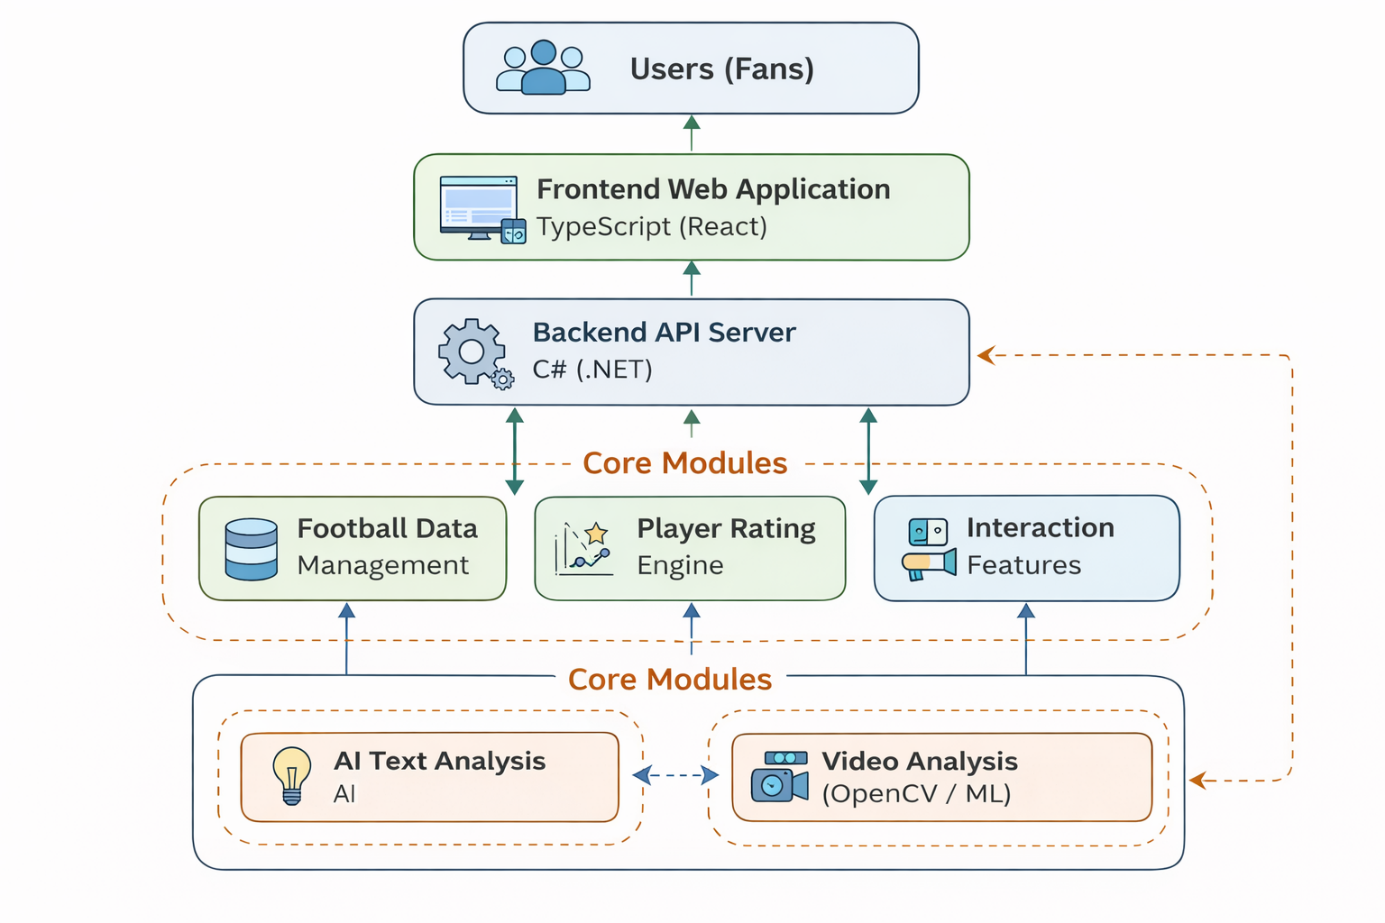 Users (Fans)
Frontend Web Application
TypeScript (React)
Backend API Server
C# (.NET)
Core Modules
Football Data
Management
Player Rating
Engine
Interaction
Features
Core Modules
AI Text Analysis
AI
Video Analysis
(OpenCV / ML)